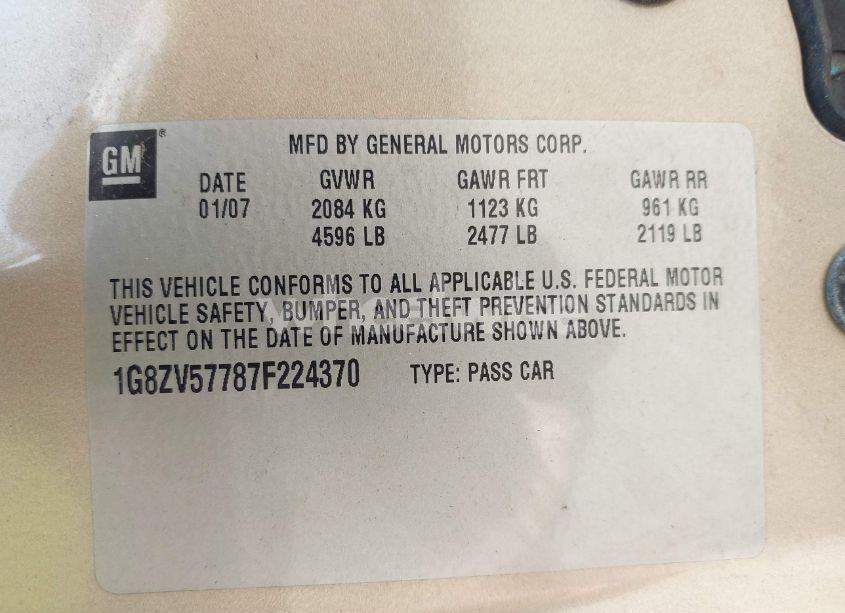 GM®
MFD BY GENERAL MOTORS CORP.
DATE GVWR GAWR FRT GAWR RR
01/07 2084 KG 1123 KG 961 KG
4596 LB 2477 LB 2119 LB
THIS VEHICLE CONFORMS TO ALL APPLICABLE U.S. FEDERAL MOTOR
VEHICLE SAFETY, BUMPER, AND THEFT PREVENTION STANDARDS IN
EFFECT ON THE DATE OF MANUFACTURE SHOWN ABOVE.
1G8ZV57787F224370 TYPE: PASS CAR